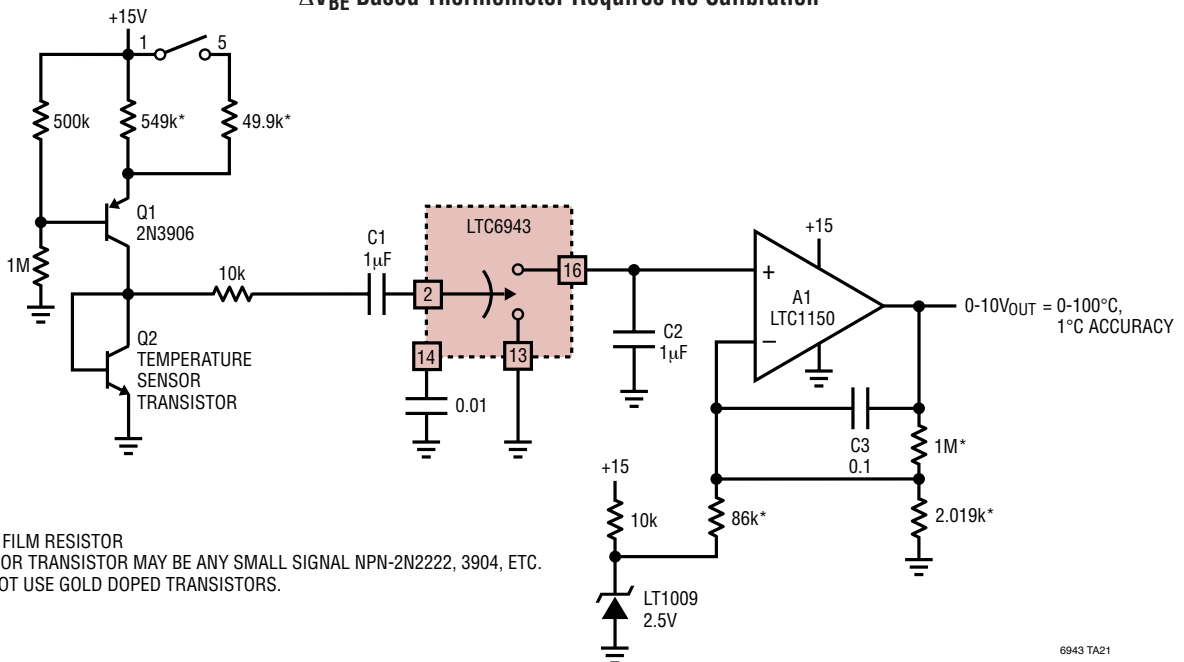 ΔVBE Based Thermometer Requires No Calibration
+15V
1
5
500k
549k*
49.9k*
Q1
2N3906
1M
10k
C1
1µF
LTC6943
2
16
14
13
0.01
Q2
TEMPERATURE
SENSOR
TRANSISTOR
C2
1µF
+15
+
A1
LTC1150
−
0-10VOUT = 0-100°C,
1°C ACCURACY
C3
0.1
1M*
2.019k*
+15
10k
86k*
LT1009
2.5V
FILM RESISTOR
OR TRANSISTOR MAY BE ANY SMALL SIGNAL NPN-2N2222, 3904, ETC.
OT USE GOLD DOPED TRANSISTORS.
6943 TA21